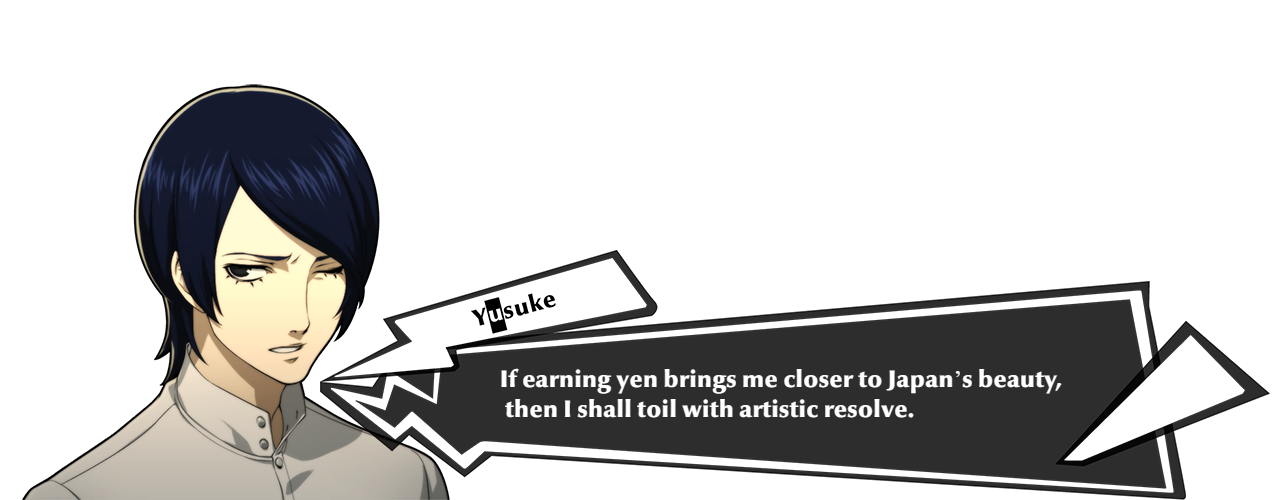 Yusuke
If earning yen brings me closer to Japan's beauty,
then I shall toil with artistic resolve.